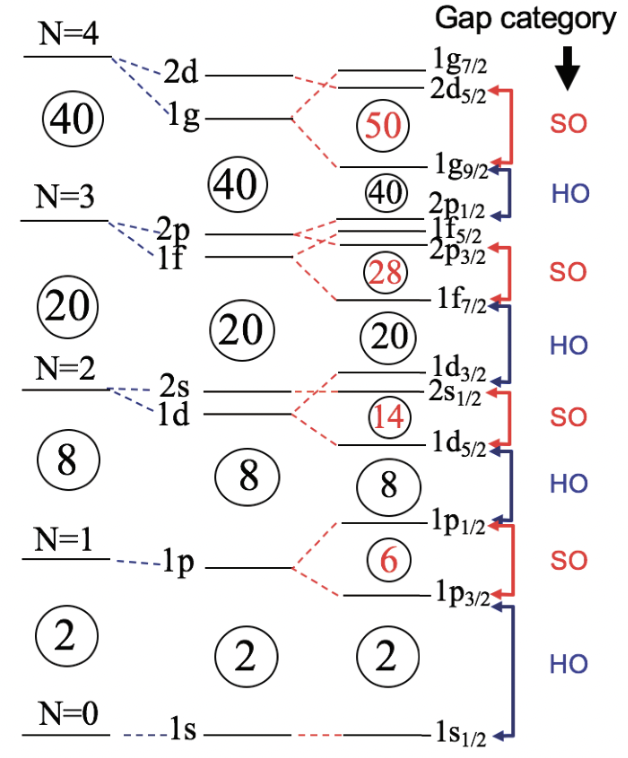 Gap category
N=4
1g7/2
2d
2d5/2
40
1g
50
SO
1g9/2
40
40
HO
N=3
2p1/2
2p
1f5/2
1f
2p3/2
28
SO
1f7/2
20
20
20
HO
N=2
1d3/2
2s
2s1/2
1d
14
SO
1d5/2
8
8
8
HO
1p1/2
N=1
1p
6
SO
1p3/2
2
2
2
HO
N=0
1s
1s1/2